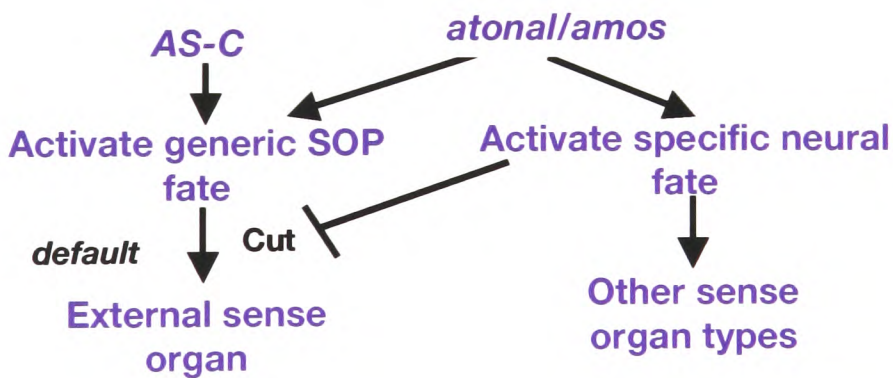 AS-C
atonal/amos
Activate generic SOP
fate
Activate specific neural
fate
default
Cut
External sense
organ
Other sense
organ types